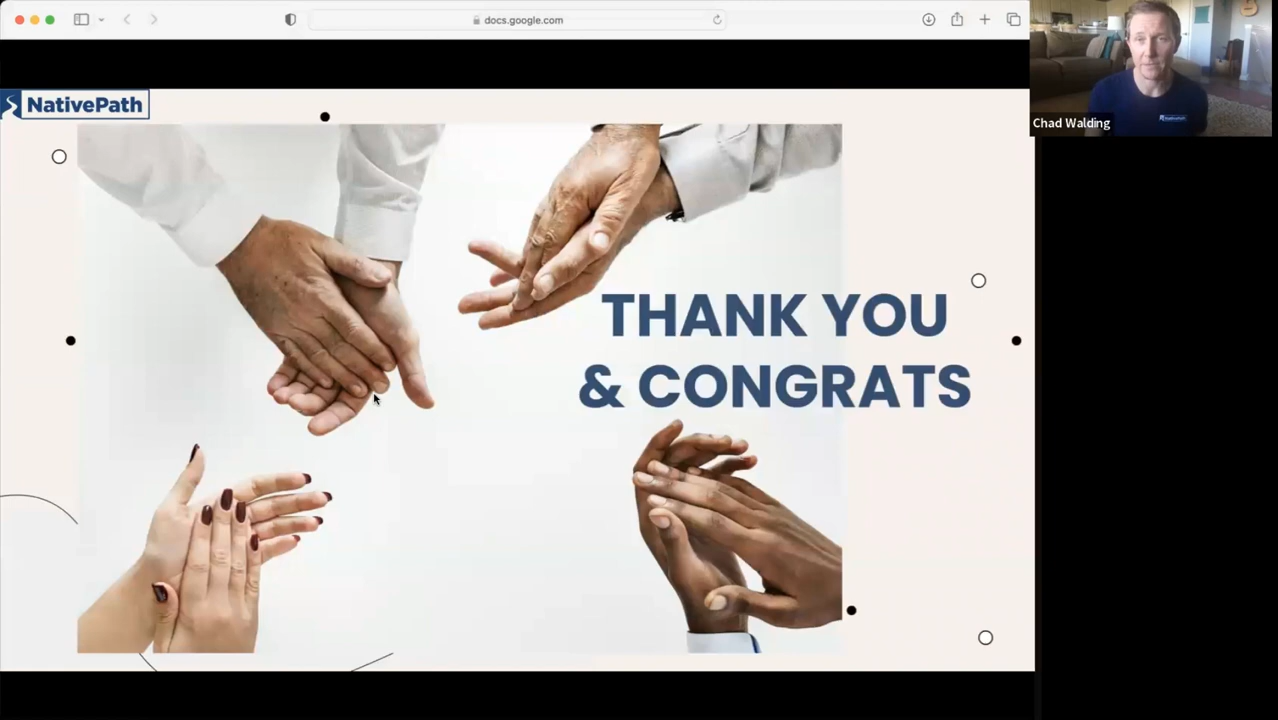 docs.google.com
NativePath
Chad Walding
THANK YOU
& CONGRATS